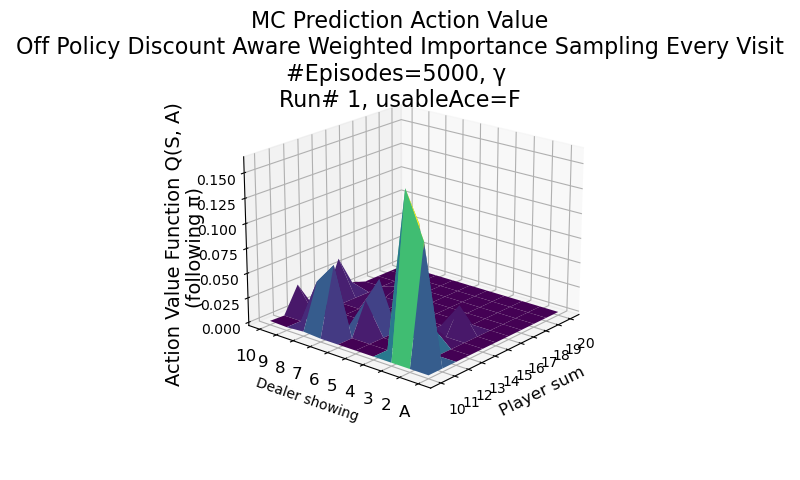 MC Prediction Action Value
Off Policy Discount Aware Weighted Importance Sampling Every Visit
#Episodes=5000, γ
Run# 1, usableAce=F
Action Value Function Q(S, A)
(following π)
0.150
0.125
0.100
0.075
0.050
0.025
0.000
10 9 8 7 6 5 4 3 2 A
Dealer showing
10 11 12 13 14 15 16 17 18 19 20
Player sum